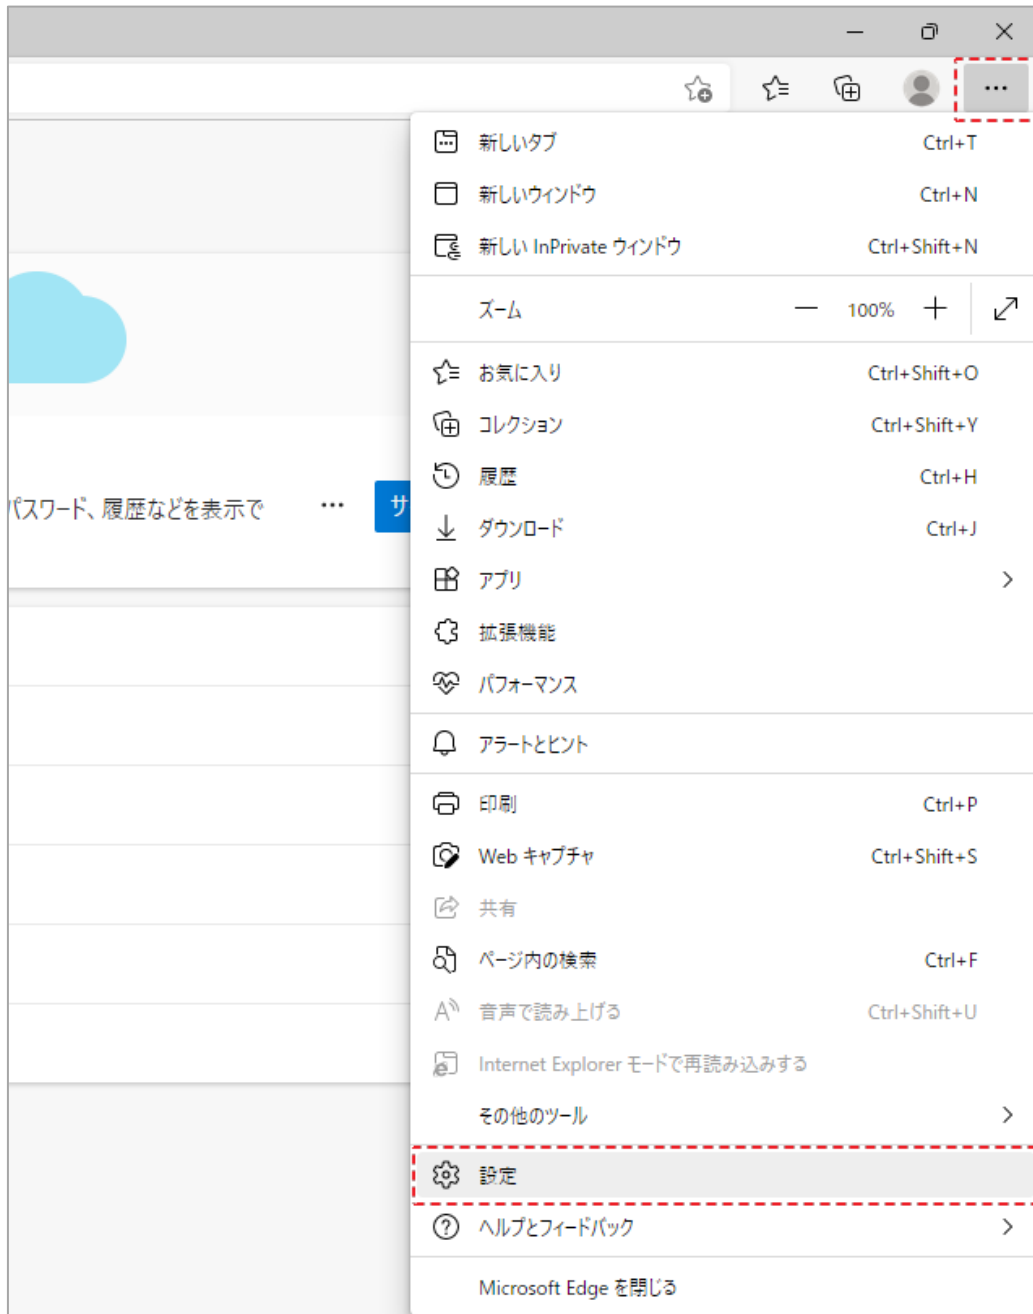 新しいタブ Ctrl+T
新しいウィンドウ Ctrl+N
新しい InPrivate ウィンドウ Ctrl+Shift+N
ズーム 100%
お気に入り Ctrl+Shift+O
コレクション Ctrl+Shift+Y
履歴 Ctrl+H
パスワード、履歴などを表示で ... サ
ダウンロード Ctrl+J
アプリ
拡張機能
パフォーマンス
アラートとヒント
印刷 Ctrl+P
Web キャプチャ Ctrl+Shift+S
共有
ページ内の検索 Ctrl+F
音声で読み上げる Ctrl+Shift+U
Internet Explorer モードで再読み込みする
その他のツール
設定
ヘルプとフィードバック
Microsoft Edge を閉じる